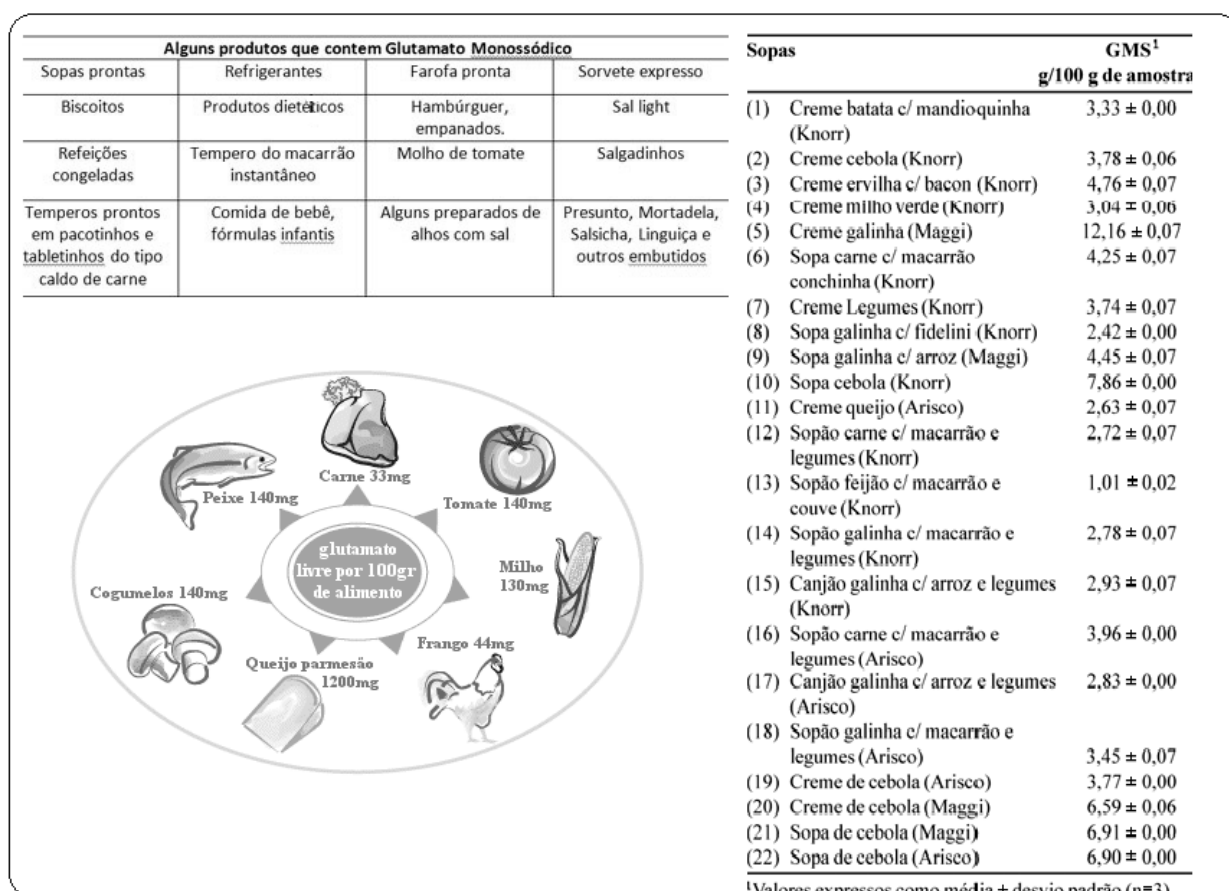 Alguns produtos que contem Glutamato Monossódico
Sopas prontas
Refrigerantes
Farofa pronta
Sorvete expresso
Biscoitos
Produtos dietéticos
Hambúrguer,
empanados.
Sal light
Refeições
congeladas
Tempero do macarrão
instantâneo
Molho de tomate
Salgadinhos
Temperos prontos
em pacotinhos e
tabletinhos do tipo
caldo de carne
Comida de bebê,
fórmulas infantis
Alguns preparados de
alhos com sal
Presunto, Mortadela,
Salsicha, Linguiça e
outros embutidos
Carne 33mg
Peixe 140mg
Tomate 140mg
glutamato
livre por 100gr
de alimento
Milho
130mg
Cogumelos 140mg
Frango 44mg
Queijo parmesão
1200mg
Sopas GMS¹
g/100 g de amostra
(1) Creme batata c/ mandioquinha 3,33 ± 0,00
(Knorr)
(2) Creme cebola (Knorr) 3,78 ± 0,06
(3) Creme ervilha c/ bacon (Knorr) 4,76 ± 0,07
(4) Creme milho verde (Knorr) 3,04 ± 0,06
(5) Creme galinha (Maggi) 12,16 ± 0,07
(6) Sopa carne c/ macarrão 4,25 ± 0,07
conchinha (Knorr)
(7) Creme Legumes (Knorr) 3,74 ± 0,07
(8) Sopa galinha c/ fidelini (Knorr) 2,42 ± 0,00
(9) Sopa galinha c/ arroz (Maggi) 4,45 ± 0,07
(10) Sopa cebola (Knorr) 7,86 ± 0,00
(11) Creme queijo (Arisco) 2,63 ± 0,07
(12) Sopão carne c/ macarrão e 2,72 ± 0,07
legumes (Knorr)
(13) Sopão feijão c/ macarrão e 1,01 ± 0,02
couve (Knorr)
(14) Sopão galinha c/ macarrão e 2,78 ± 0,07
legumes (Knorr)
(15) Canjão galinha c/ arroz e legumes 2,93 ± 0,07
(Knorr)
(16) Sopão carne c/ macarrão e 3,96 ± 0,00
legumes (Arisco)
(17) Canjão galinha c/ arroz e legumes 2,83 ± 0,00
(Arisco)
(18) Sopão galinha c/ macarrão e
legumes (Arisco) 3,45 ± 0,07
(19) Creme de cebola (Arisco) 3,77 ± 0,00
(20) Creme de cebola (Maggi) 6,59 ± 0,06
(21) Sopa de cebola (Maggi) 6,91 ± 0,00
(22) Sopa de cebola (Arisco) 6,90 ± 0,00
¹Valores expressos como média ± desvio padrão (n=3)